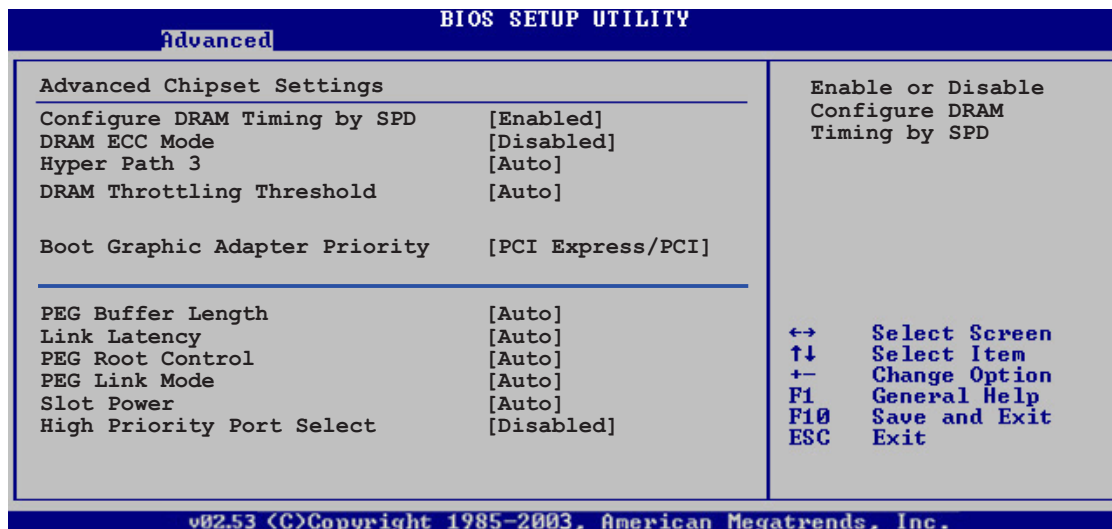 BIOS SETUP UTILITY
Advanced
Advanced Chipset Settings
Configure DRAM Timing by SPD [Enabled]
DRAM ECC Mode [Disabled]
Hyper Path 3 [Auto]
DRAM Throttling Threshold [Auto]
Boot Graphic Adapter Priority [PCI Express/PCI]
PEG Buffer Length [Auto]
Link Latency [Auto]
PEG Root Control [Auto]
PEG Link Mode [Auto]
Slot Power [Auto]
High Priority Port Select [Disabled]
Enable or Disable
Configure DRAM
Timing by SPD
←→ Select Screen
↑↓ Select Item
+- Change Option
F1 General Help
F10 Save and Exit
ESC Exit
v02.53 (C)Copyright 1985-2003, American Megatrends, Inc.